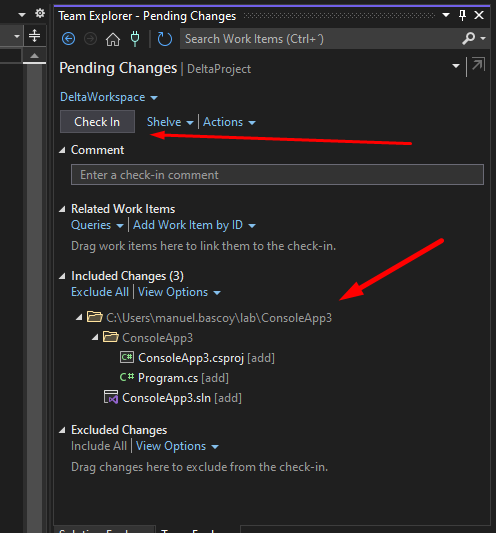 Team Explorer - Pending Changes
Search Work Items (Ctrl+´)
Pending Changes | DeltaProject
DeltaWorkspace
Check In Shelve | Actions
Comment
Enter a check-in comment
Related Work Items
Queries | Add Work Item by ID |
Drag work items here to link them to the check-in.
Included Changes (3)
Exclude All | View Options
C:\Users\manuel.bascoy\lab\ConsoleApp3
ConsoleApp3
C# ConsoleApp3.csproj [add]
C# Program.cs [add]
ConsoleApp3.sln [add]
Excluded Changes
Include All | View Options
Drag changes here to exclude from the check-in.